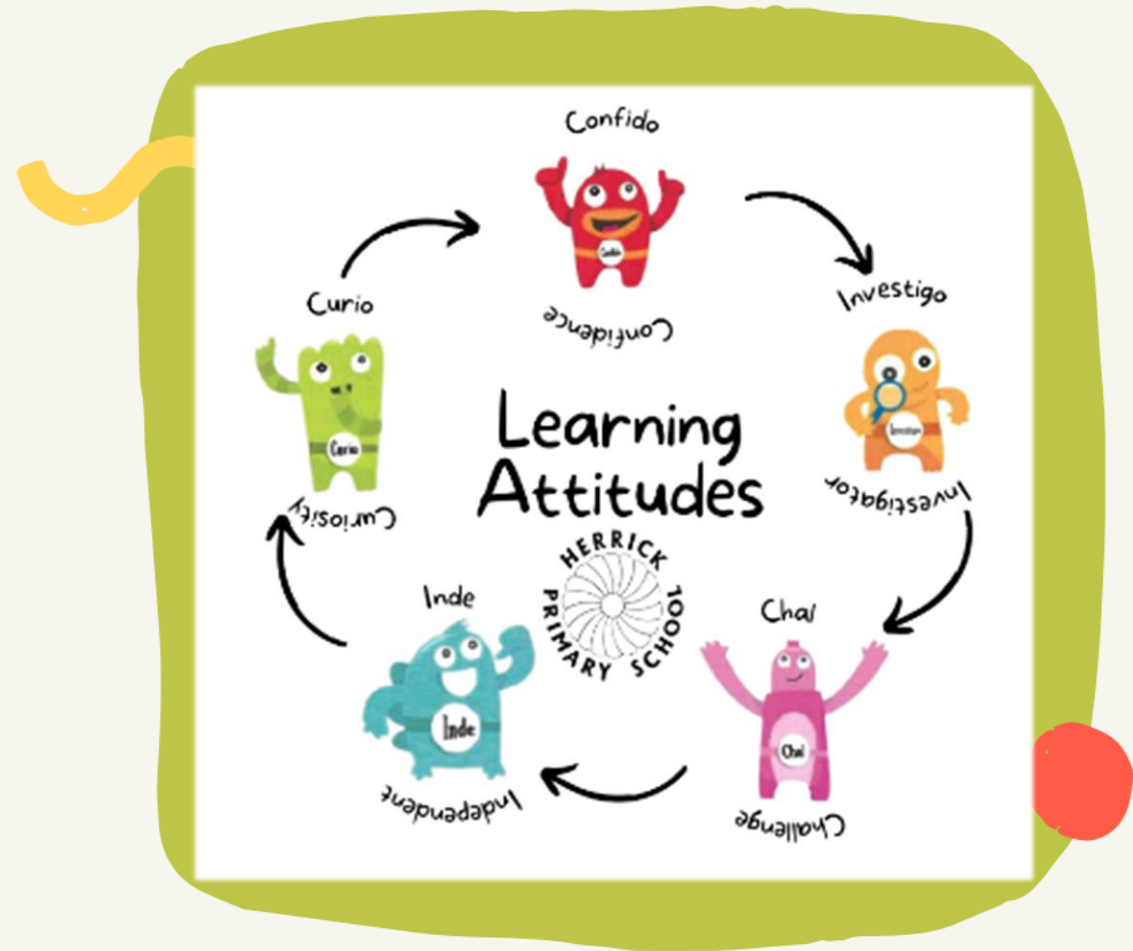 Confido
Confidence
Investigo
Investigator
Curio
Curio
Curiosity
Learning
Attitudes
HERRICK
PRIMARY SCHOOL
Inde
Inde
Independent
Chal
Chal
Challenge